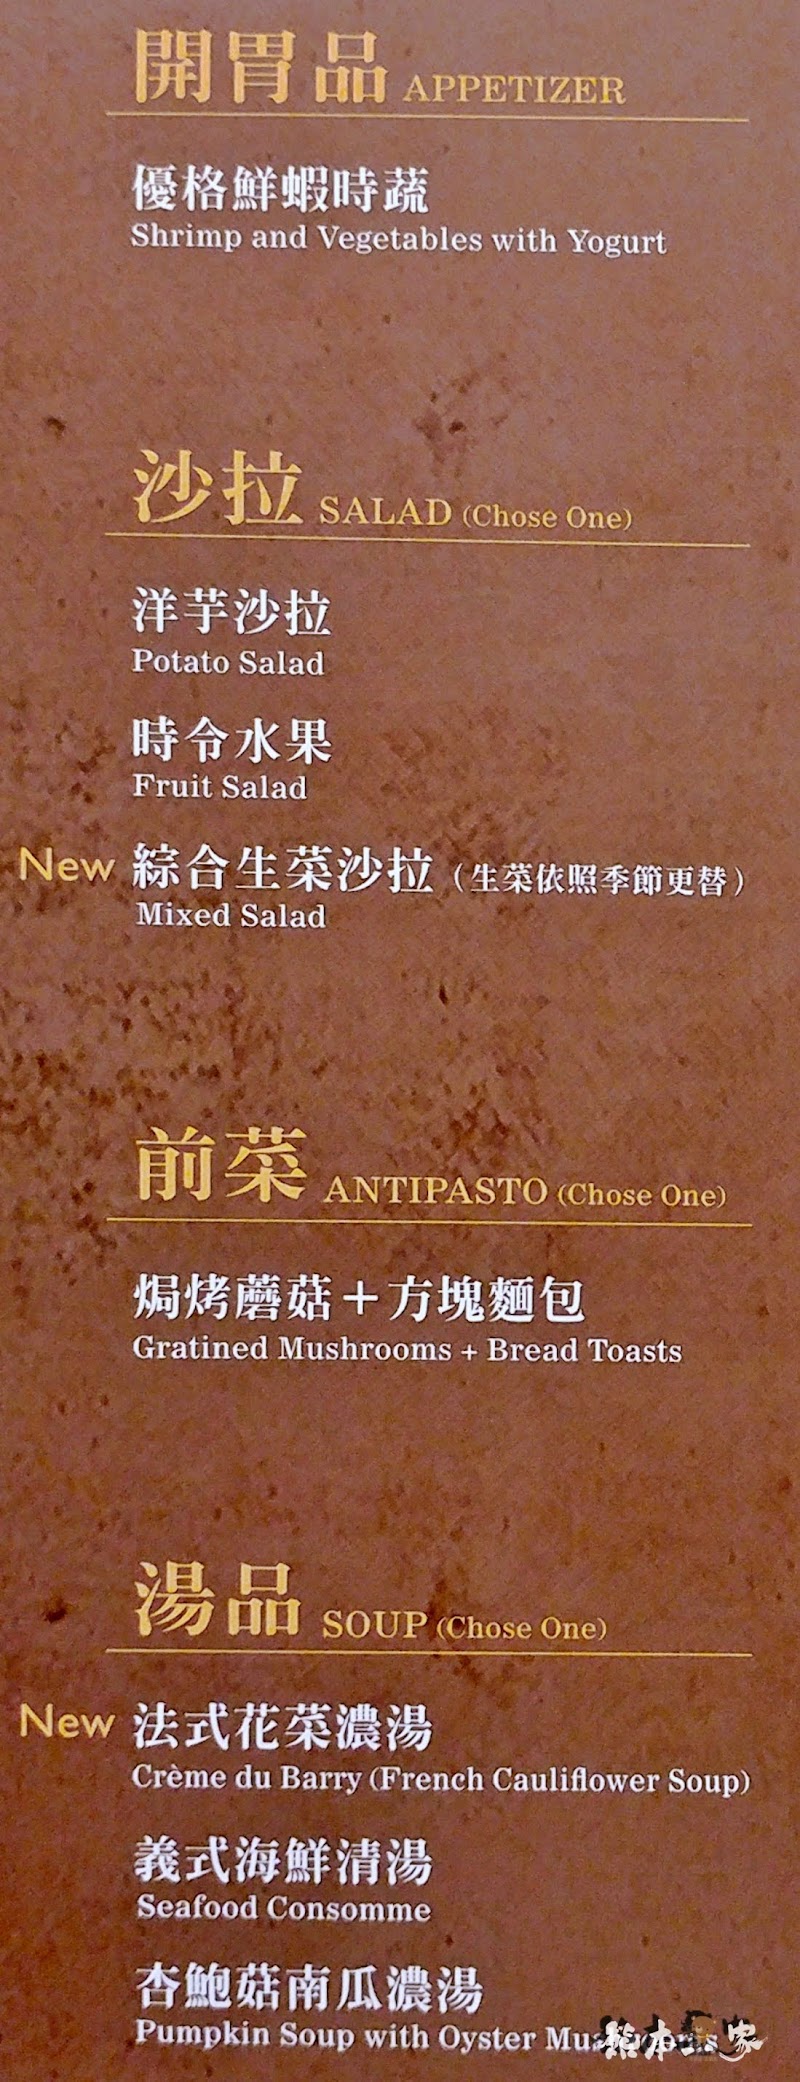 開胃品 APPETIZER
優格鮮蝦時蔬
Shrimp and Vegetables with Yogurt
沙拉 SALAD (Chose One)
洋芋沙拉
Potato Salad
時令水果
Fruit Salad
New 綜合生菜沙拉（生菜依照季節更替）
Mixed Salad
前菜 ANTIPASTO (Chose One)
焗烤蘑菇＋方塊麵包
Gratined Mushrooms + Bread Toasts
湯品 SOUP (Chose One)
New 法式花菜濃湯
Crème du Barry (French Cauliflower Soup)
義式海鮮清湯
Seafood Consomme
杏鮑菇南瓜濃湯
Pumpkin Soup with Oyster
熊本一家